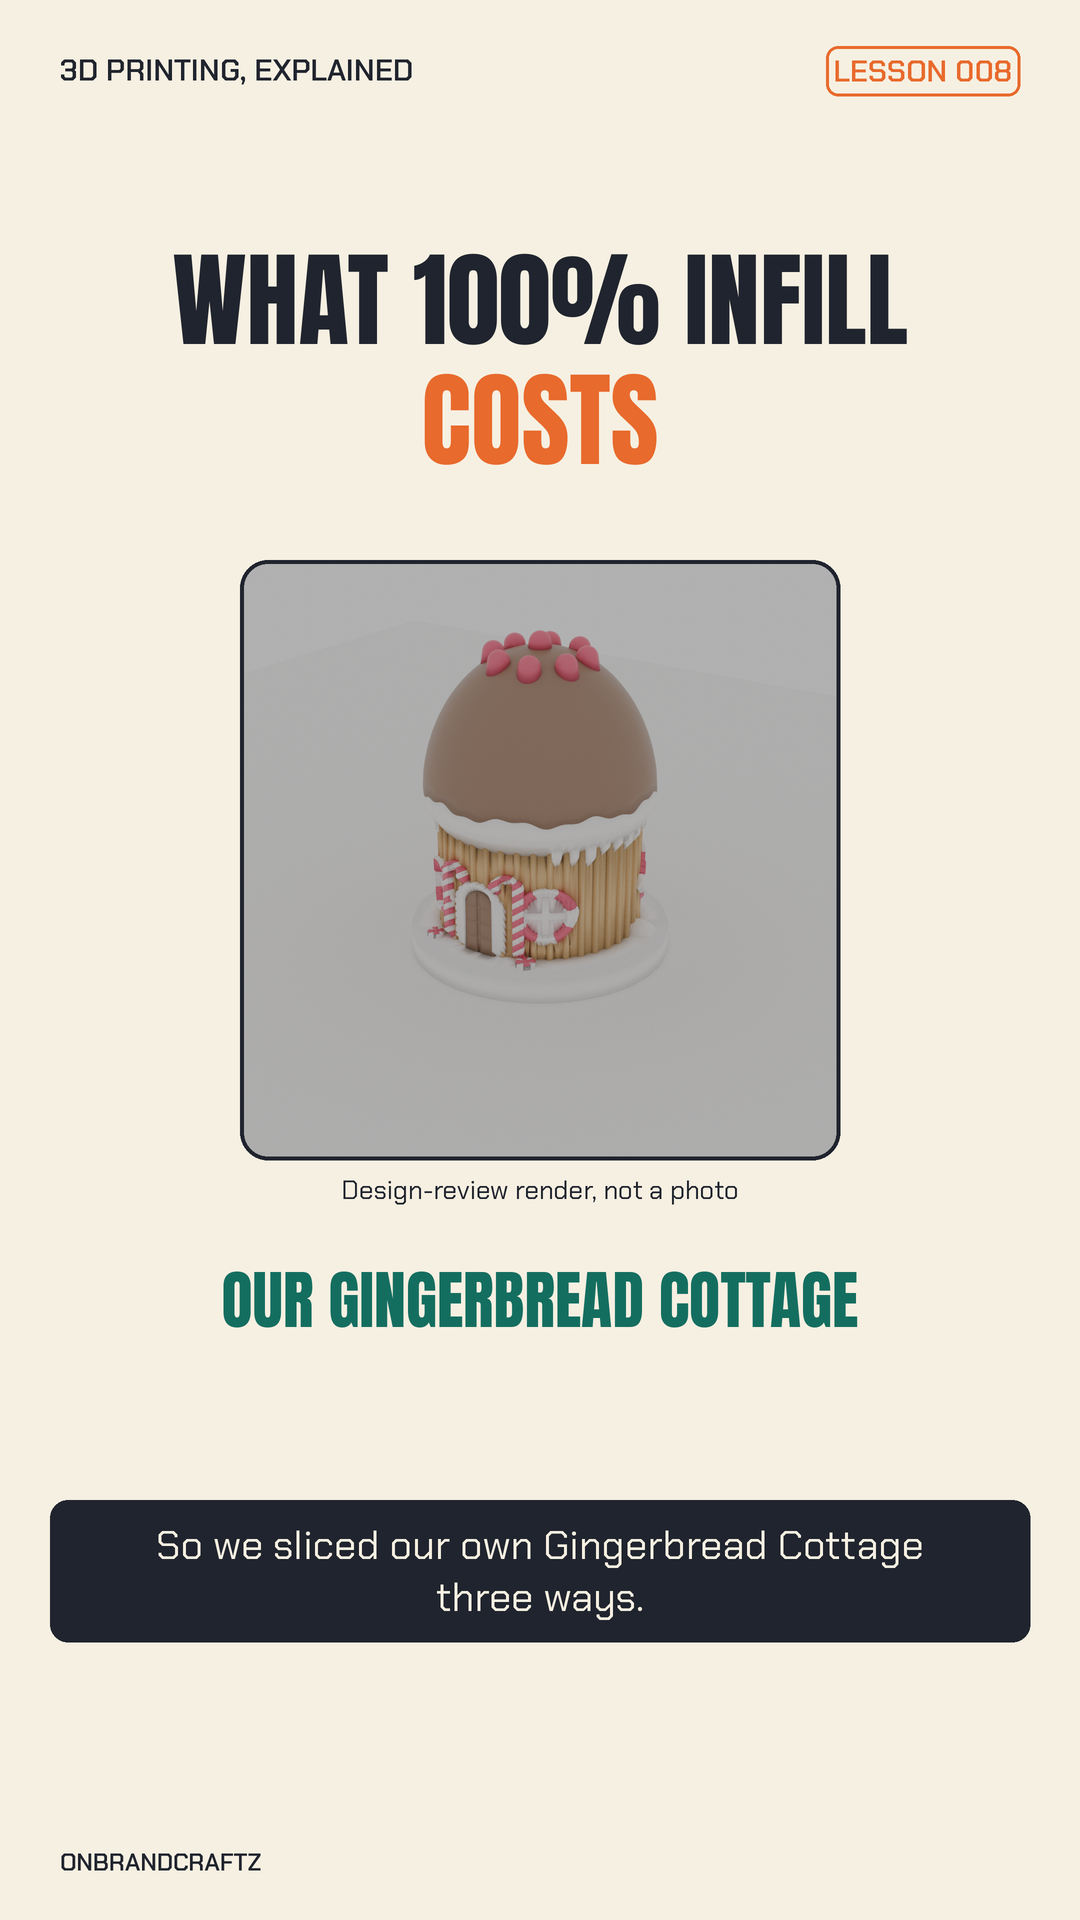 3D PRINTING, EXPLAINED
LESSON 008
WHAT 100% INFILL
COSTS
Design-review render, not a photo
OUR GINGERBREAD COTTAGE
So we sliced our own Gingerbread Cottage
three ways.
ONBRANDCRAFTZ